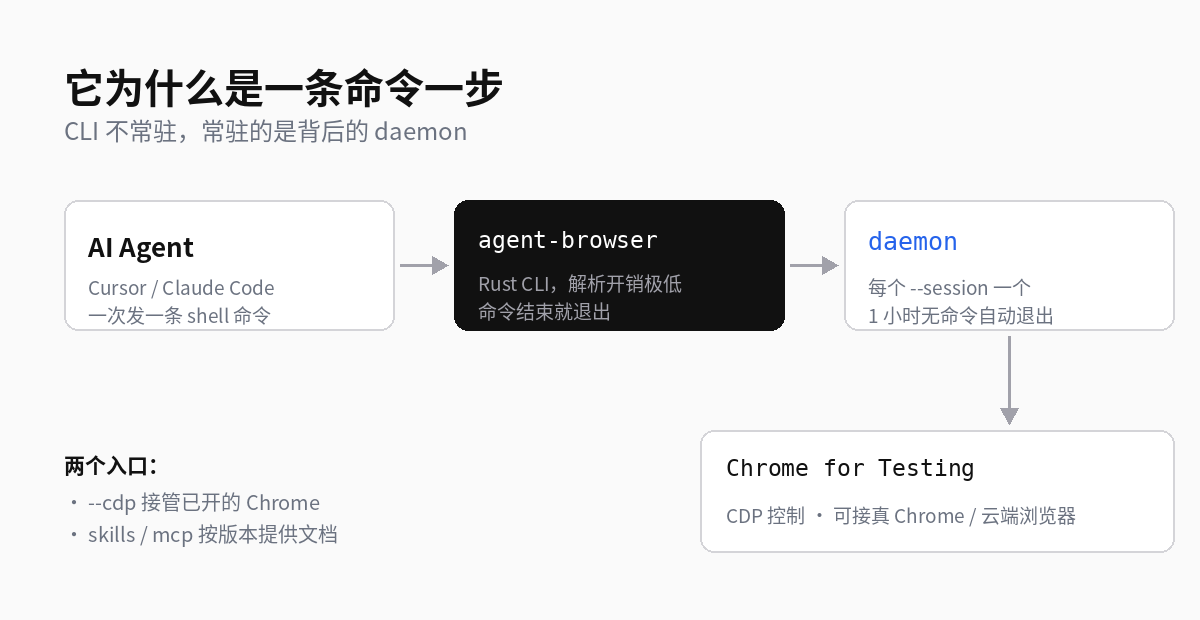 它为什么是一条命令一步
CLI 不常驻，常驻的是背后的 daemon
AI Agent
Cursor / Claude Code
一次发一条 shell 命令
agent-browser
Rust CLI，解析开销极低
命令结束就退出
daemon
每个 --session 一个
1 小时无命令自动退出
Chrome for Testing
CDP 控制 · 可接真 Chrome / 云端浏览器
两个入口：
· --cdp 接管已开的 Chrome
· skills / mcp 按版本提供文档